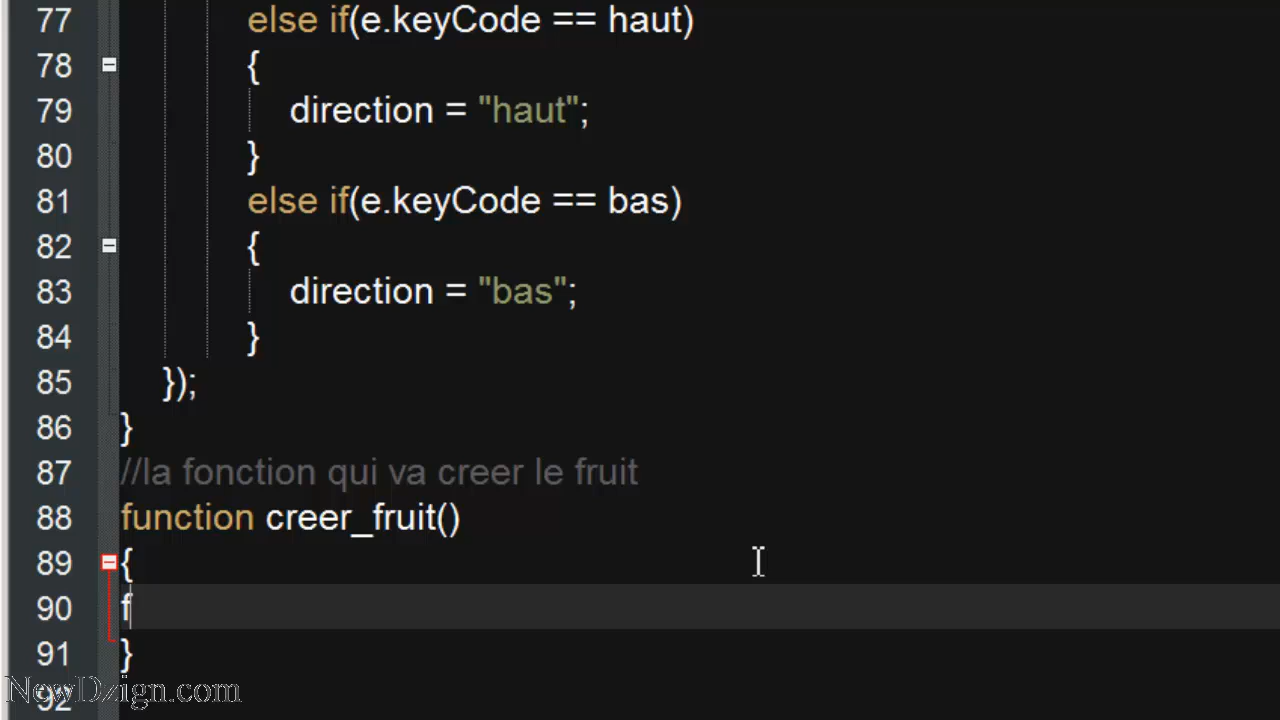 77 else if(e.keyCode == haut)
78 {
79 direction = "haut";
80 }
81 else if(e.keyCode == bas)
82 {
83 direction = "bas";
84 }
85 });
86 }
87 //la fonction qui va creer le fruit
88 function creer_fruit()
89 {
90 f
91 }
92
NewDzign.com